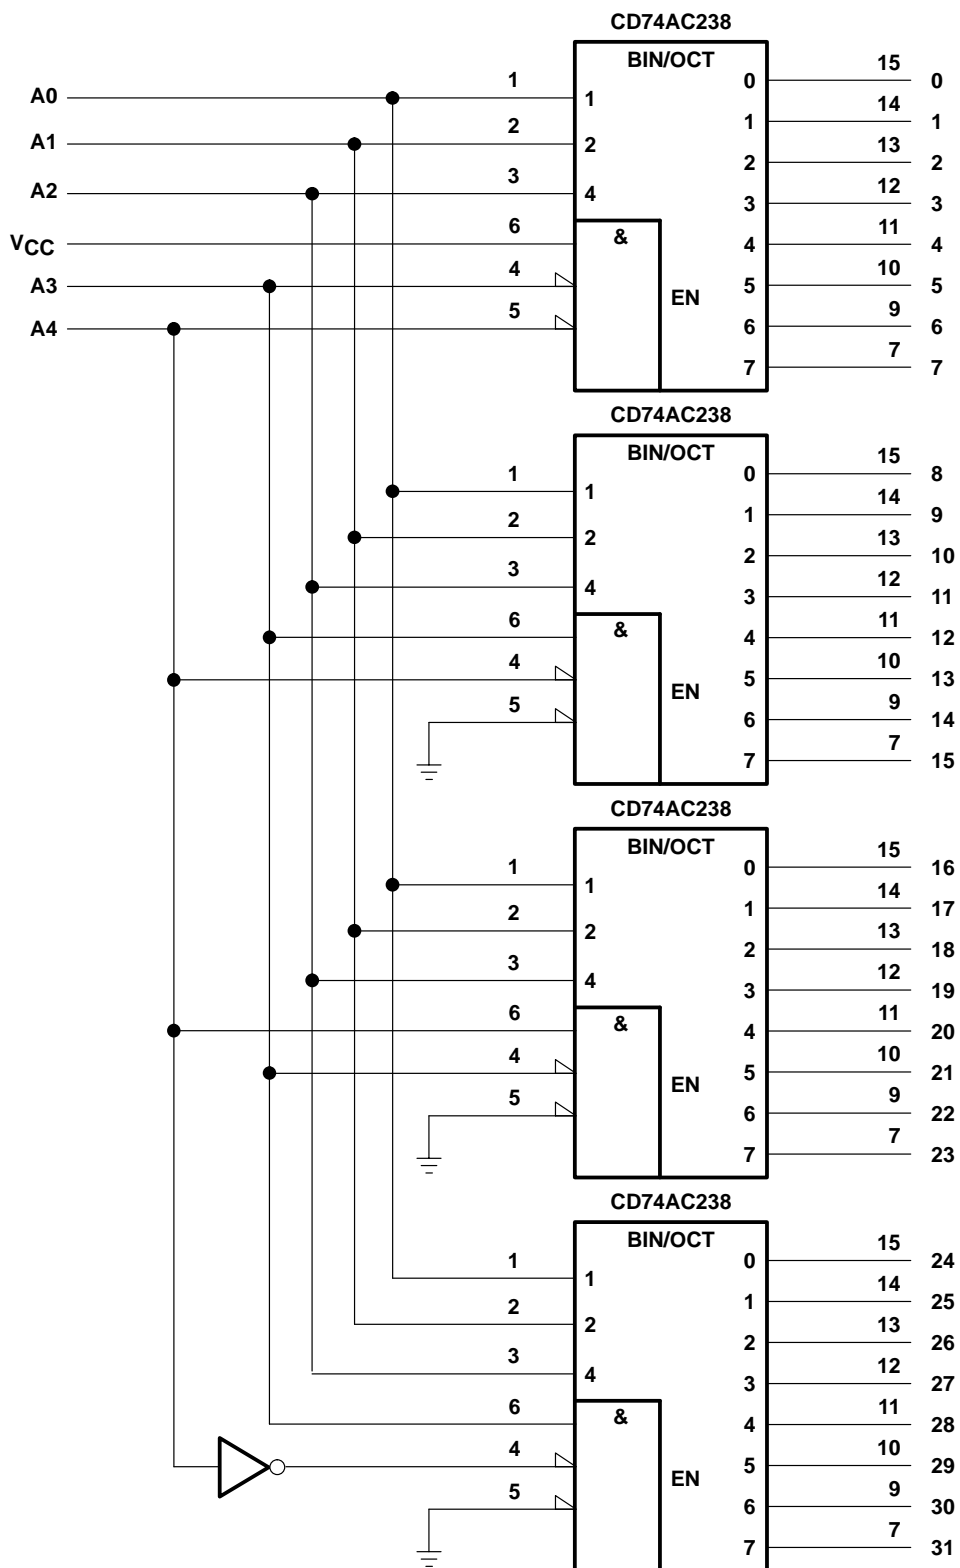 CD74AC238
BIN/OCT
A0 1 1 0 15 0
A1 2 2 1 14 1
2 13 2
A2 3 4 3 12 3
VCC 6 & 4 11 4
A3 4 EN 5 10 5
A4 5 6 9 6
7 7 7
CD74AC238
BIN/OCT
1 1 0 15 8
2 2 1 14 9
2 13 10
3 4 3 12 11
6 & 4 11 12
4 EN 5 10 13
5 6 9 14
7 7 15
CD74AC238
BIN/OCT
1 1 0 15 16
2 2 1 14 17
2 13 18
3 4 3 12 19
6 & 4 11 20
4 EN 5 10 21
5 6 9 22
7 7 23
CD74AC238
BIN/OCT
1 1 0 15 24
2 2 1 14 25
2 13 26
3 4 3 12 27
6 & 4 11 28
4 EN 5 10 29
5 6 9 30
7 7 31